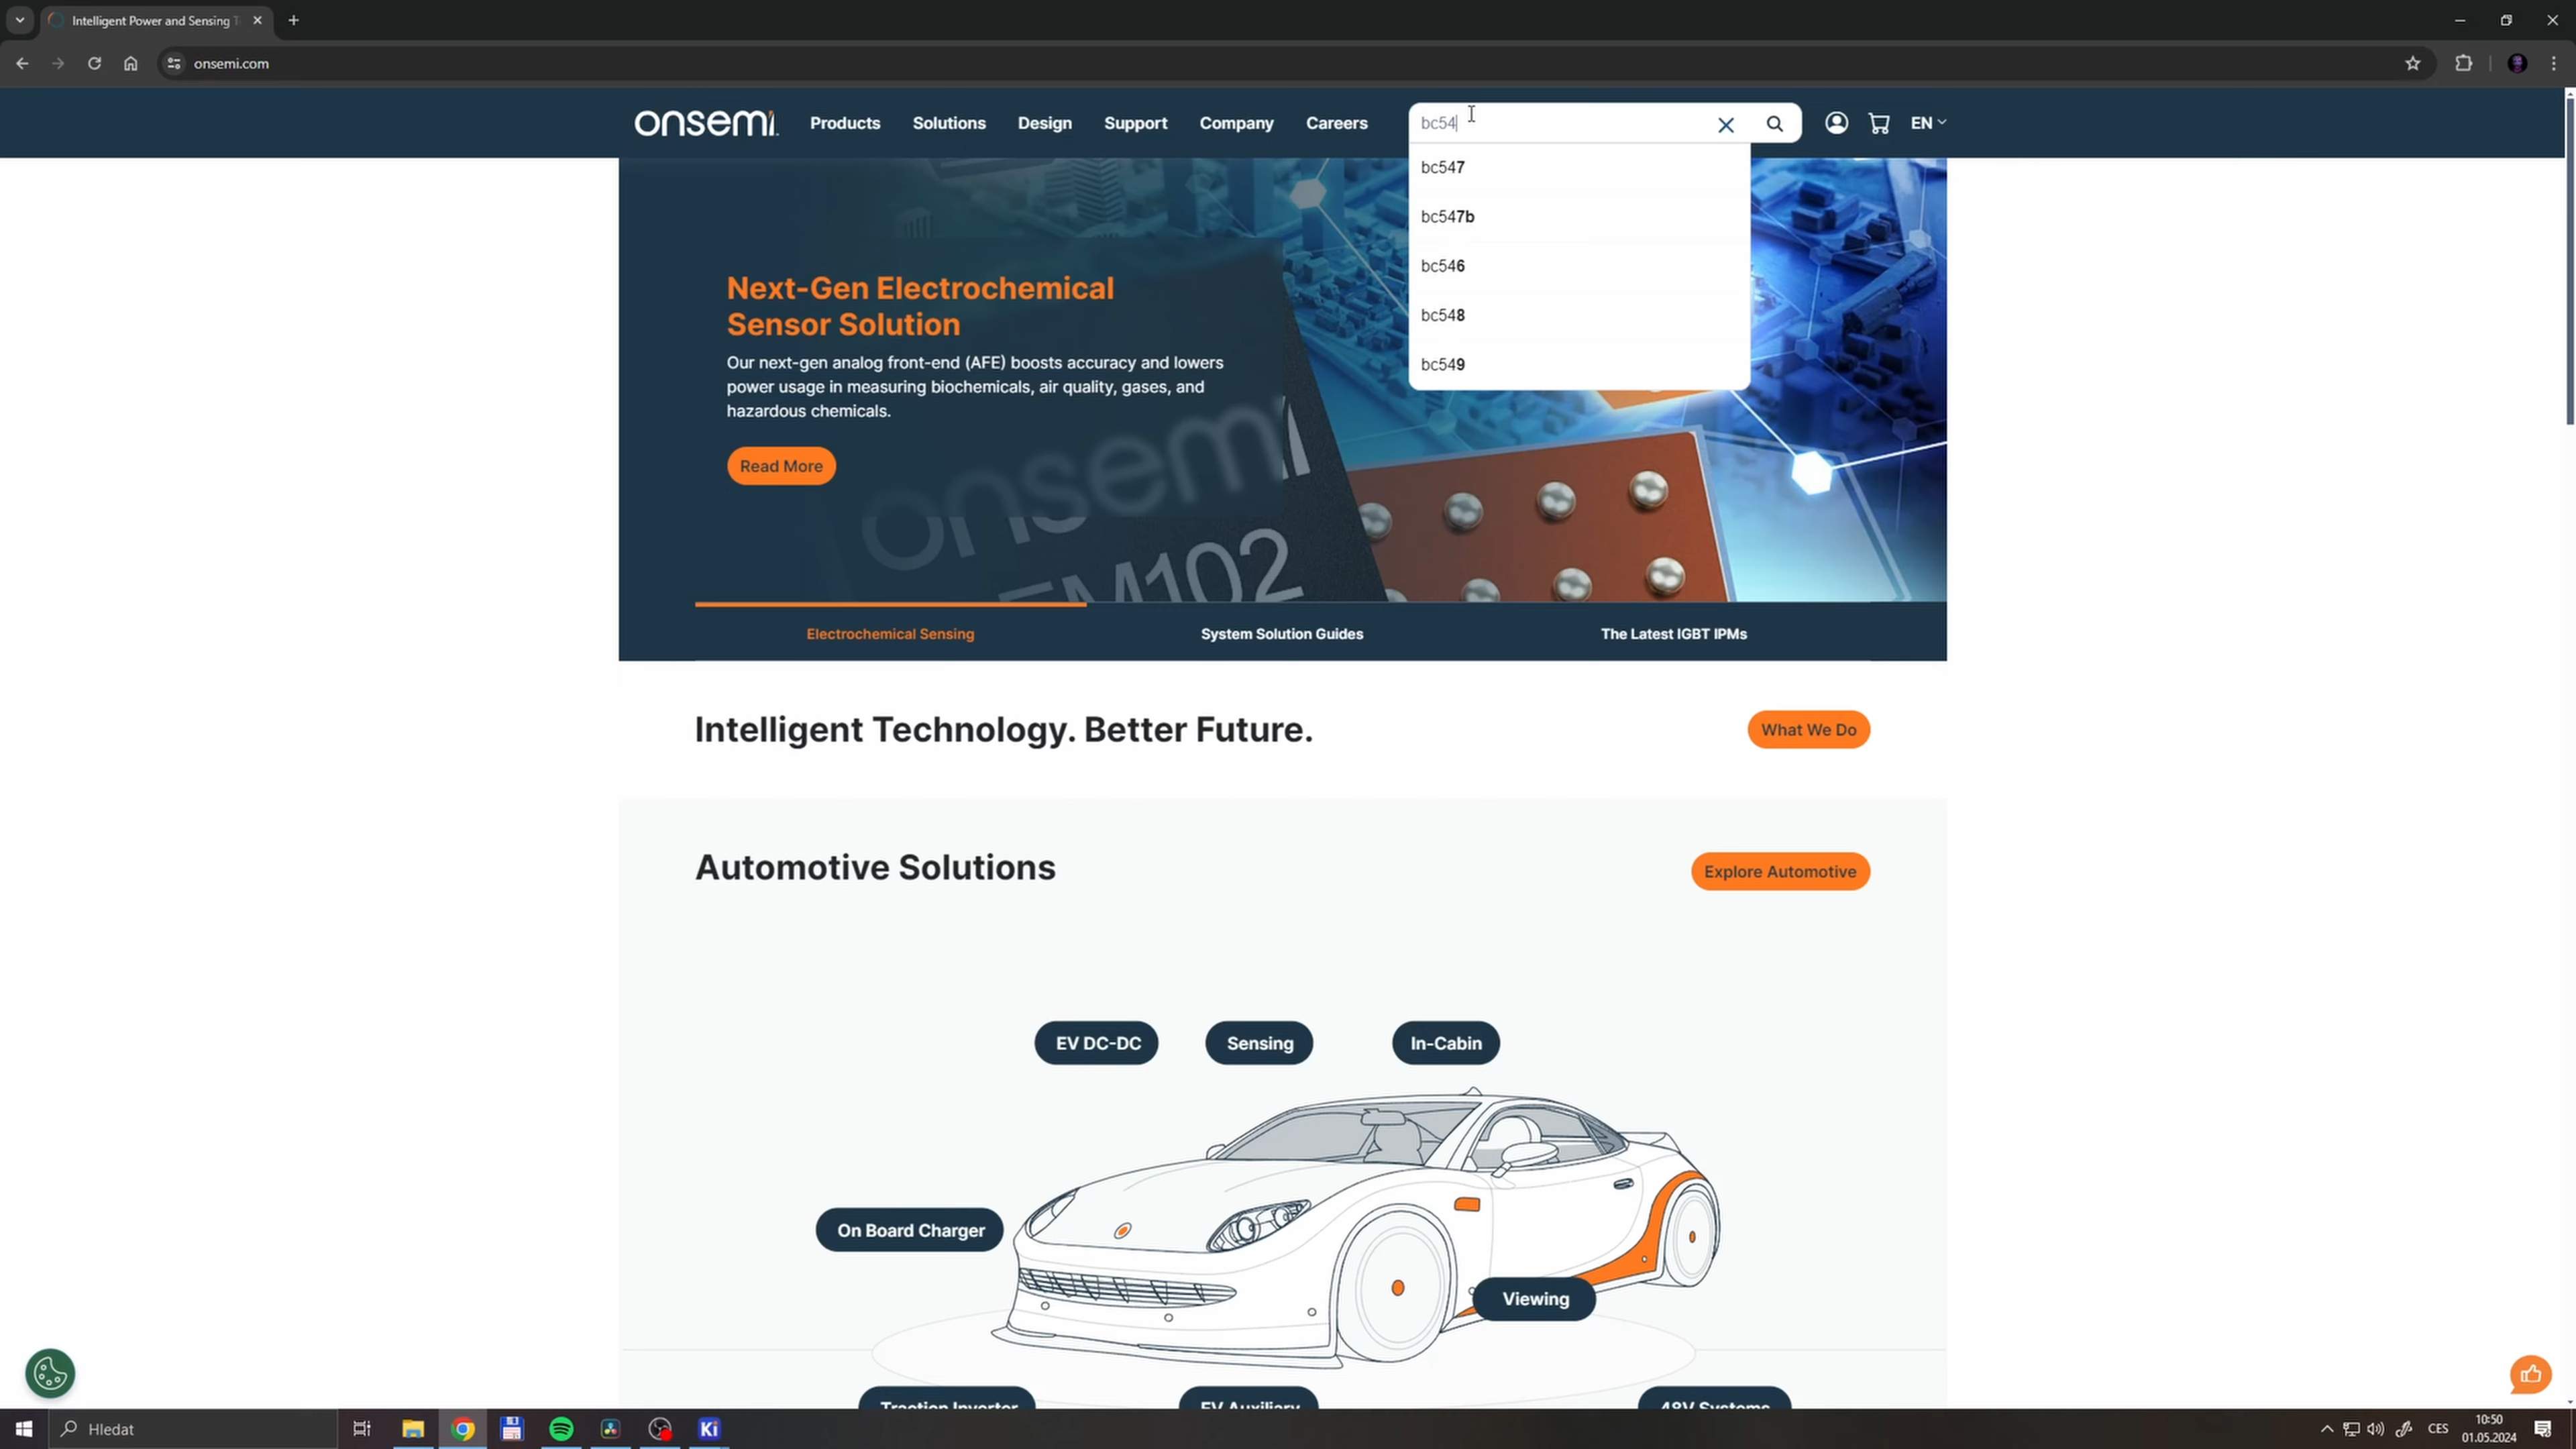 Intelligent Power and Sensing T
onsemi.com
onsemi
Products
Solutions
Design
Support
Company
Careers
bc54
EN
bc547
bc547b
bc546
bc548
bc549
Next-Gen Electrochemical
Sensor Solution
Our next-gen analog front-end (AFE) boosts accuracy and lowers
power usage in measuring biochemicals, air quality, gases, and
hazardous chemicals.
Read More
onsemi
EM102
Electrochemical Sensing
System Solution Guides
The Latest IGBT IPMs
Intelligent Technology. Better Future.
What We Do
Automotive Solutions
Explore Automotive
EV DC-DC
Sensing
In-Cabin
On Board Charger
Viewing
Traction Inverter
EV Auxiliary
48V Systems
Hledat
Ki
CES
10:50
01.05.2024